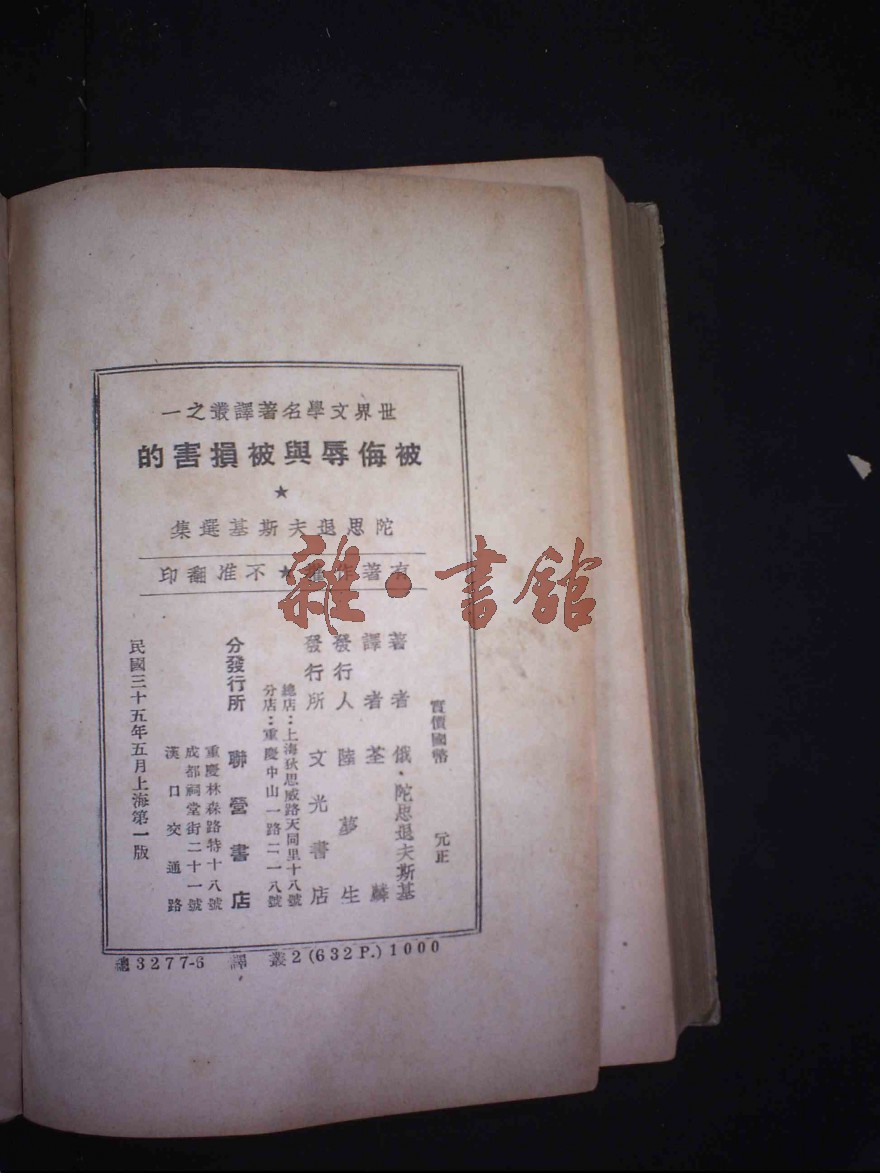 世界文學名著譯叢之一
被侮辱與被損害的
★
陀思退夫斯基選集
有著作權★不准翻印
雜·書館
實價國幣　　元正
著者　俄·陀思退夫斯基
譯者　荃麟
發行人　陸夢生
發行所　文光書店
總店：上海狄思威路天同里十八號
分店：重慶中山一路二一八號
分發行所　聯營書店
重慶林森路特十八號
成都祠堂街二十一號
漢口交通路
民國三十五年五月上海第一版
總3277-6　譯　叢2(632P.)1000